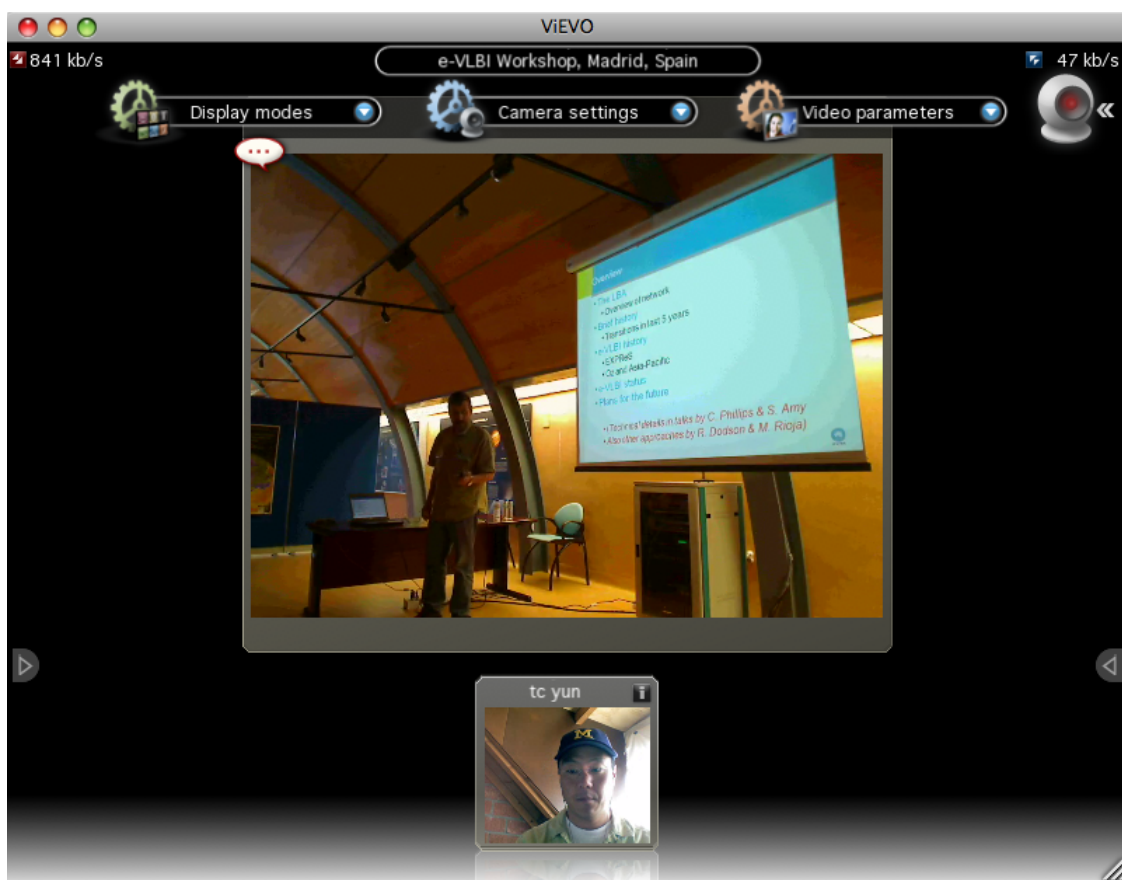 ViEVO
841 kb/s
e-VLBI Workshop, Madrid, Spain
47 kb/s
Display modes
Camera settings
Video parameters
Overview
• The LBA
• Overview of network
• Brief history
• Transitions in last 5 years
• e-VLBI history
• EXPReS
• Oz and Asia-Pacific
• e-VLBI status
• Plans for the future
• (Technical details in talks by C. Phillips & S. Amy
• Also other approaches by R. Dodson & M. Rioja)
tc yun
i
M